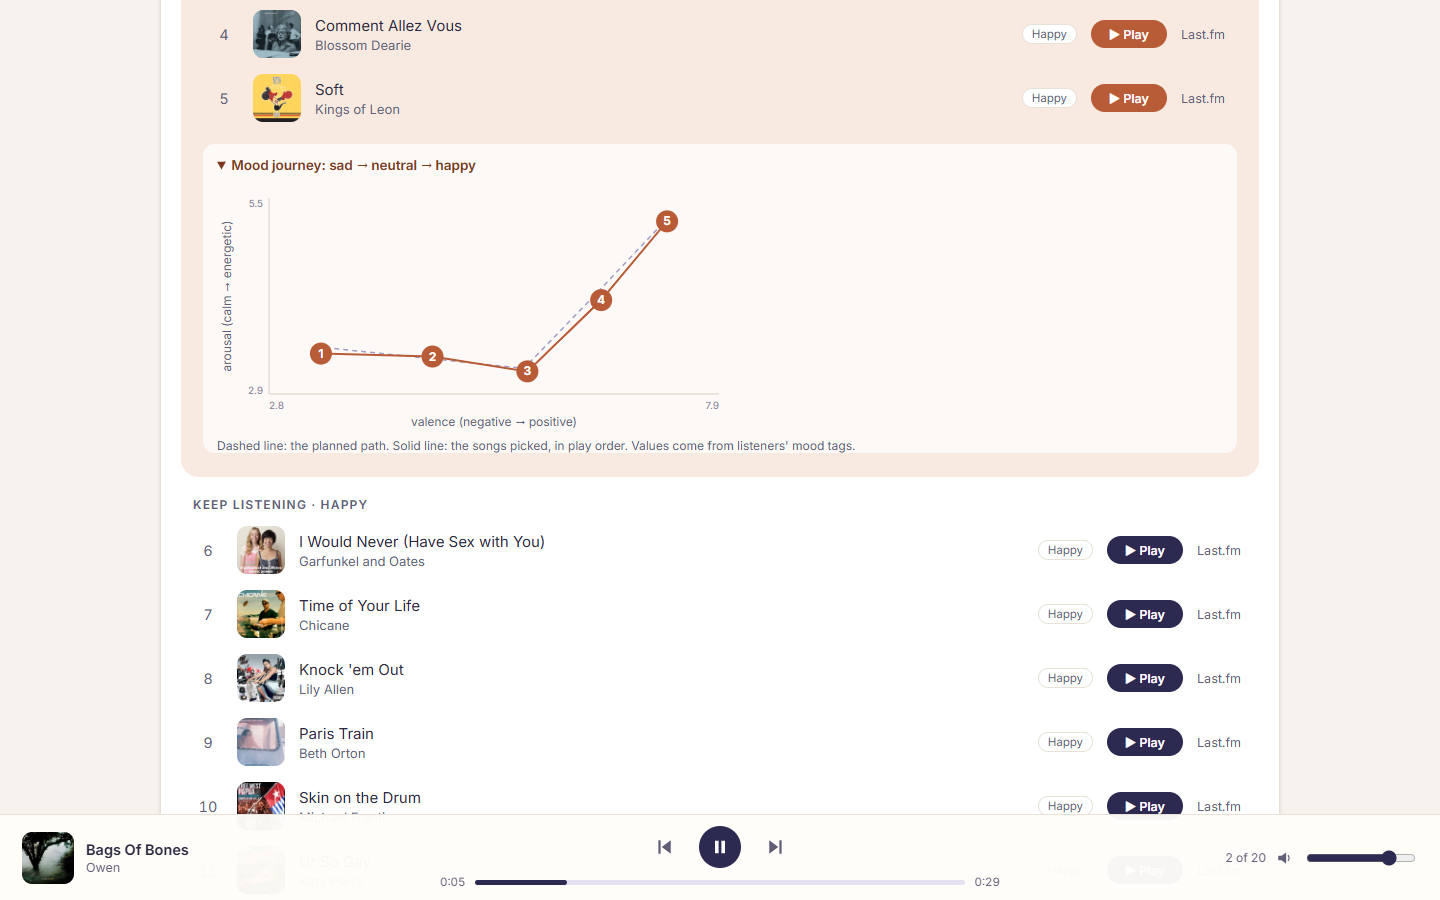 4
Comment Allez Vous
Blossom Dearie
Happy
▶ Play
Last.fm
5
Soft
Kings of Leon
Happy
▶ Play
Last.fm
▼ Mood journey: sad → neutral → happy
5.5
arousal (calm → energetic)
2.9
1
2
3
4
5
2.8
7.9
valence (negative → positive)
Dashed line: the planned path. Solid line: the songs picked, in play order. Values come from listeners' mood tags.
KEEP LISTENING · HAPPY
6
I Would Never (Have Sex with You)
Garfunkel and Oates
Happy
▶ Play
Last.fm
7
Time of Your Life
Chicane
Happy
▶ Play
Last.fm
8
Knock 'em Out
Lily Allen
Happy
▶ Play
Last.fm
9
Paris Train
Beth Orton
Happy
▶ Play
Last.fm
10
Skin on the Drum
Happy
▶ Play
Last.fm
11
Ur So Gay
Katy Perry
Bags Of Bones
Owen
0:05
0:29
2 of 20